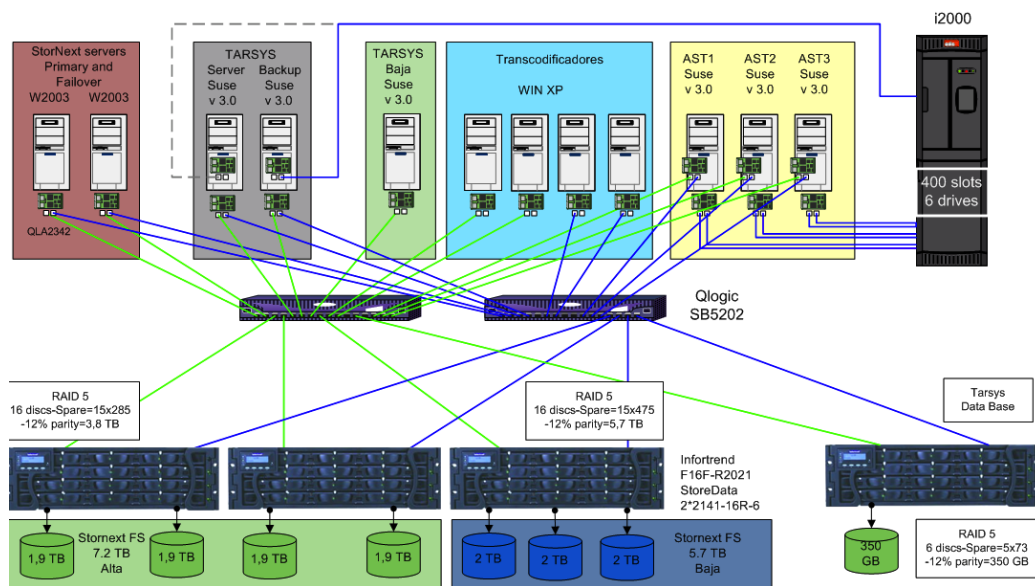 i2000
StorNext servers
Primary and
Failover
W2003
W2003
QLA2342
TARSYS
Server
Suse
v 3.0
Backup
Suse
v 3.0
TARSYS
Baja
Suse
v 3.0
Transcodificadores
WIN XP
AST1
Suse
v 3.0
AST2
Suse
v 3.0
AST3
Suse
v 3.0
400 slots
6 drives
Qlogic
SB5202
RAID 5
16 discs-Spare=15x285
-12% parity=3,8 TB
RAID 5
16 discs-Spare=15x475
-12% parity=5,7 TB
Tarsys
Data Base
Infortrend
F16F-R2021
StoreData
2*2141-16R-6
1,9 TB
Stornext FS
7.2 TB
Alta
1,9 TB
1,9 TB
1,9 TB
2 TB
2 TB
2 TB
Stornext FS
5.7 TB
Baja
350
GB
RAID 5
6 discs-Spare=5x73
-12% parity=350 GB